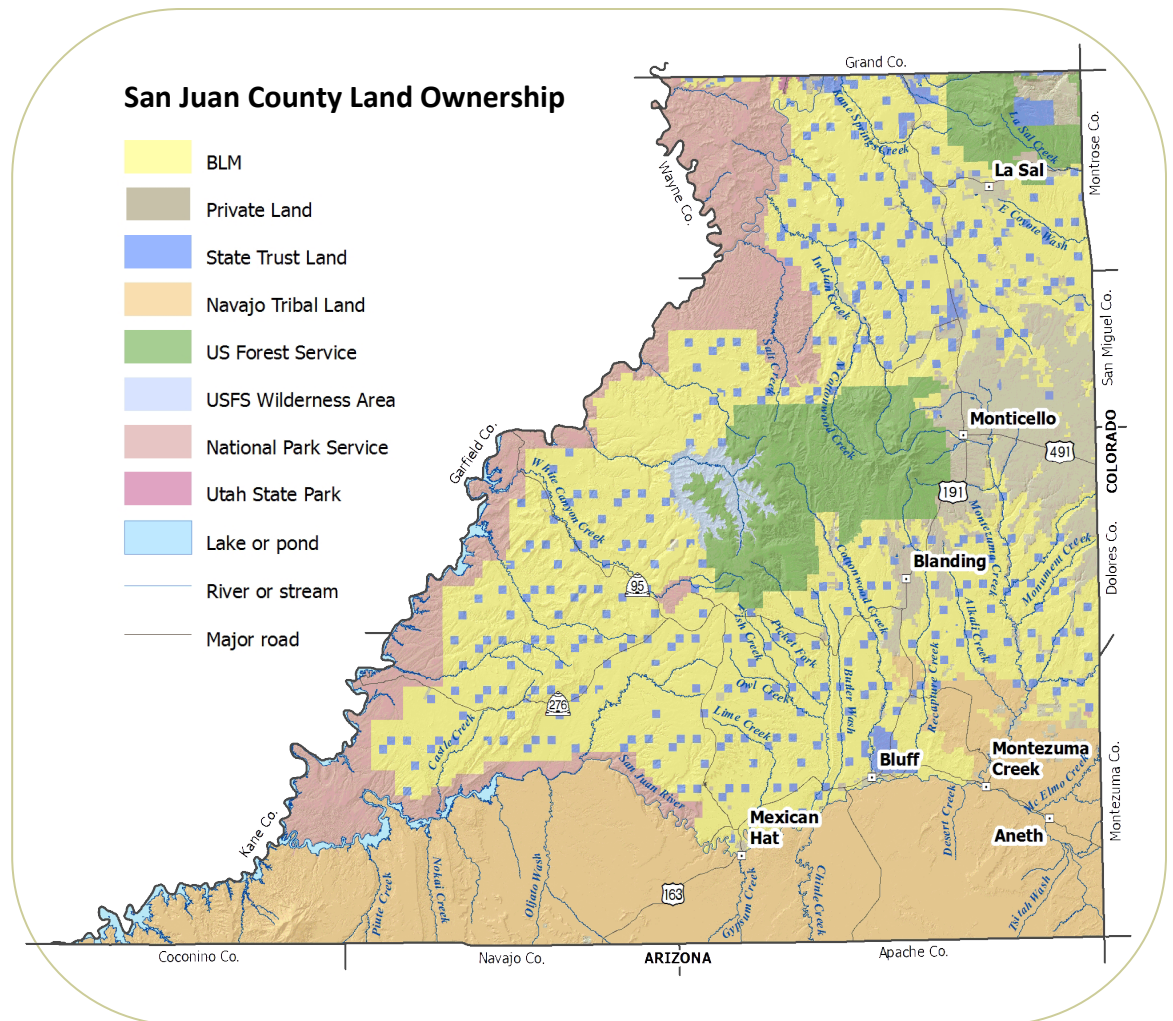 San Juan County Land Ownership
BLM
Private Land
State Trust Land
Navajo Tribal Land
US Forest Service
USFS Wilderness Area
National Park Service
Utah State Park
Lake or pond
River or stream
Major road
Grand Co.
Kane Springs Creek
La Sal Creek
Montrose Co.
Wayne Co.
La Sal
E Coyote Wash
Indian Creek
San Miguel Co.
Salt Creek
N Cottonwood Creek
Monticello
COLORADO
491
Garfield Co.
191
White Canyon Creek
Montezuma Creek
Dolores Co.
Monument Creek
Cottonwood Creek
Blanding
95
Alkali Creek
Fish Creek
Picket Fork
Butler Wash
Recapture Creek
Owl Creek
276
Lime Creek
Castle Creek
Bluff
Montezuma
Creek
San Juan River
Mc Elmo Creek
Montezuma Co.
Desert Creek
Mexican
Hat
Aneth
Kane Co.
Piute Creek
Nokai Creek
Oljato Wash
163
Gypsum Creek
Chinle Creek
Tsitah Wash
Coconino Co.
Navajo Co.
ARIZONA
Apache Co.